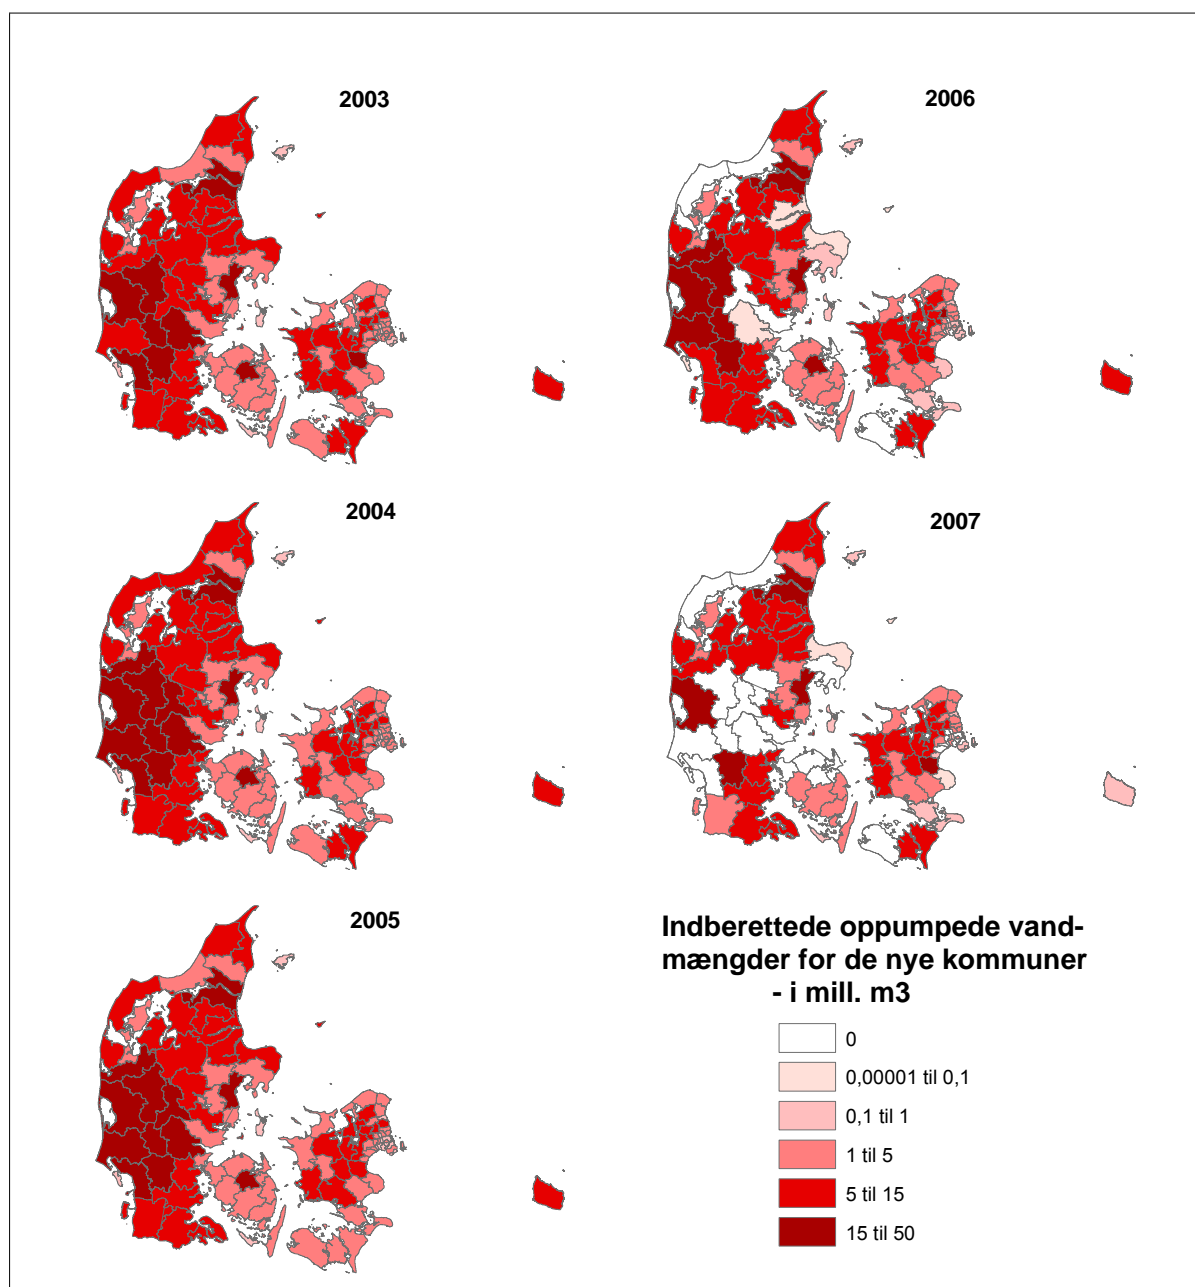 2003
2006
2004
2007
2005
Indberettede oppumpede vand-
mængder for de nye kommuner
- i mill. m3
0
0,00001 til 0,1
0,1 til 1
1 til 5
5 til 15
15 til 50